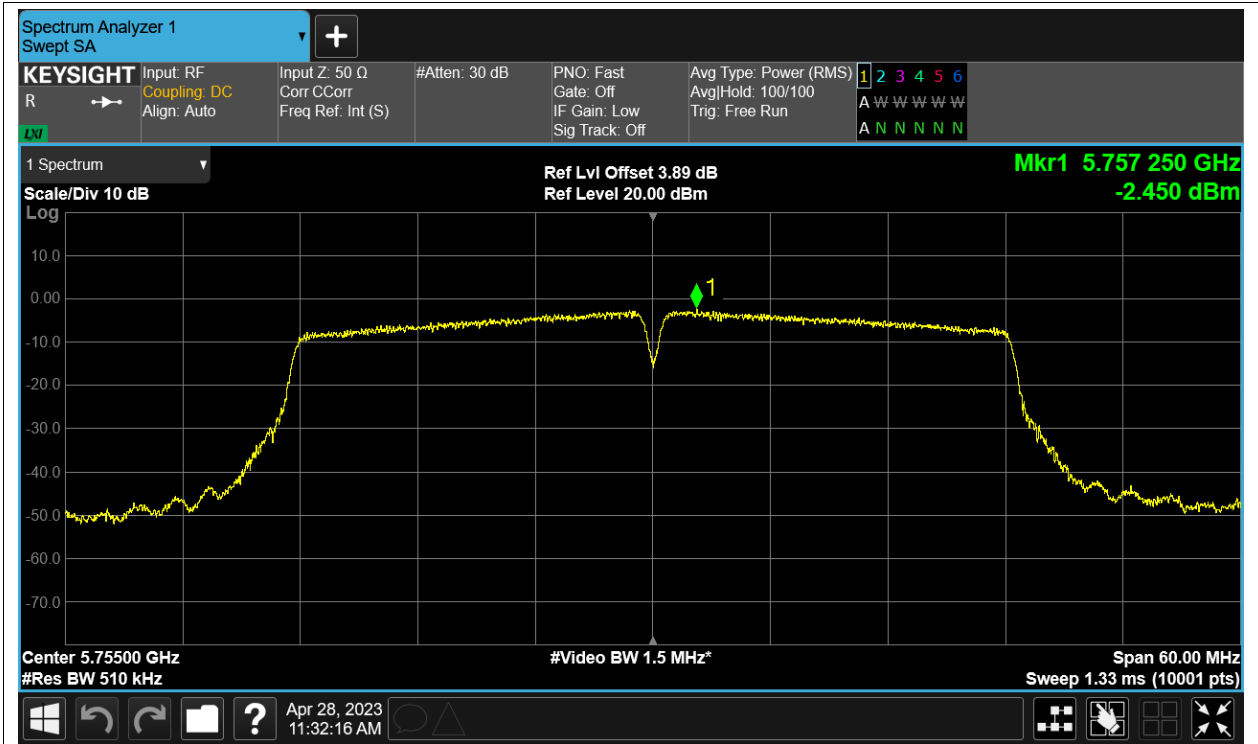 Spectrum Analyzer 1
Swept SA
KEYSIGHT
R
LXI
Input: RF
Coupling: DC
Align: Auto
Input Z: 50 Ω
Corr CCorr
Freq Ref: Int (S)
#Atten: 30 dB
PNO: Fast
Gate: Off
IF Gain: Low
Sig Track: Off
Avg Type: Power (RMS)
Avg|Hold: 100/100
Trig: Free Run
1 2 3 4 5 6
A W W W W W
A N N N N N
1 Spectrum
Scale/Div 10 dB
Ref Lvl Offset 3.89 dB
Ref Level 20.00 dBm
Mkr1 5.757 250 GHz
-2.450 dBm
Log
10.0
0.00
-10.0
-20.0
-30.0
-40.0
-50.0
-60.0
-70.0
1
Center 5.75500 GHz
#Video BW 1.5 MHz*
Span 60.00 MHz
#Res BW 510 kHz
Sweep 1.33 ms (10001 pts)
?
Apr 28, 2023
11:32:16 AM